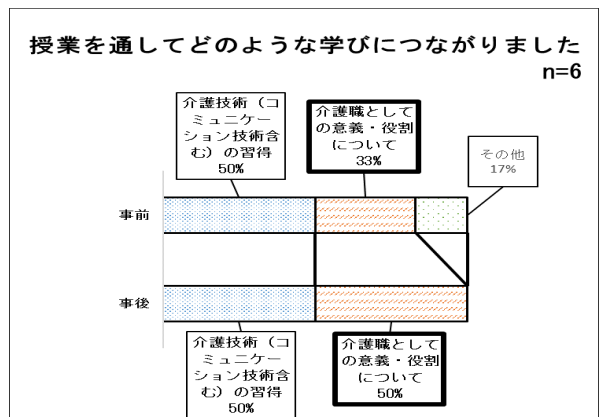 授業を通してどのような学びにつながりました
n=6
介護技術（コ
ミュニケー
ション技術含
む）の習得
50%
介護職として
の意義・役割
について
33%
その他
17%
事前
事後
介護技術（コ
ミュニケー
ション技術含
む）の習得
50%
介護職として
の意義・役割
について
50%